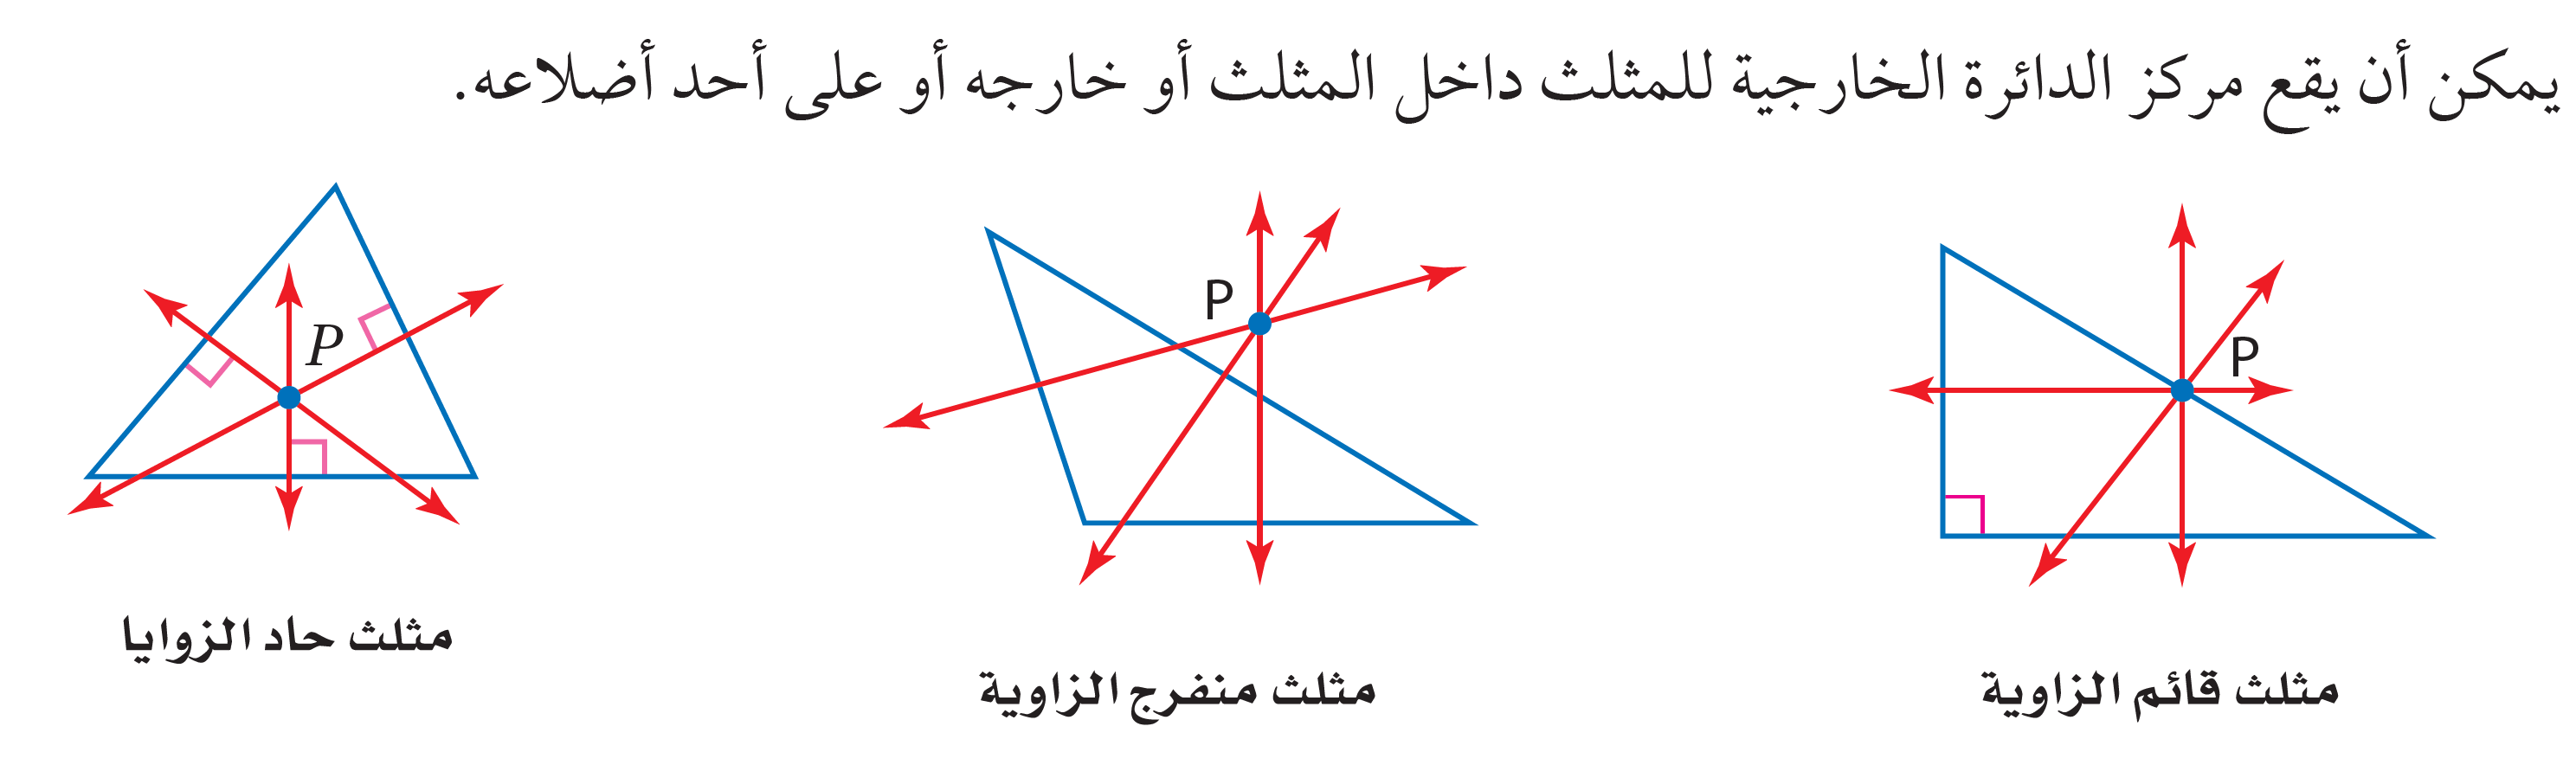 يمكن أن يقع مركز الدائرة الخارجية للمثلث داخل المثلث أو خارجه أو على أحد أضلاعه.
P
P
P
مثلث قائم الزاوية
مثلث منفرج الزاوية
مثلث حاد الزوايا